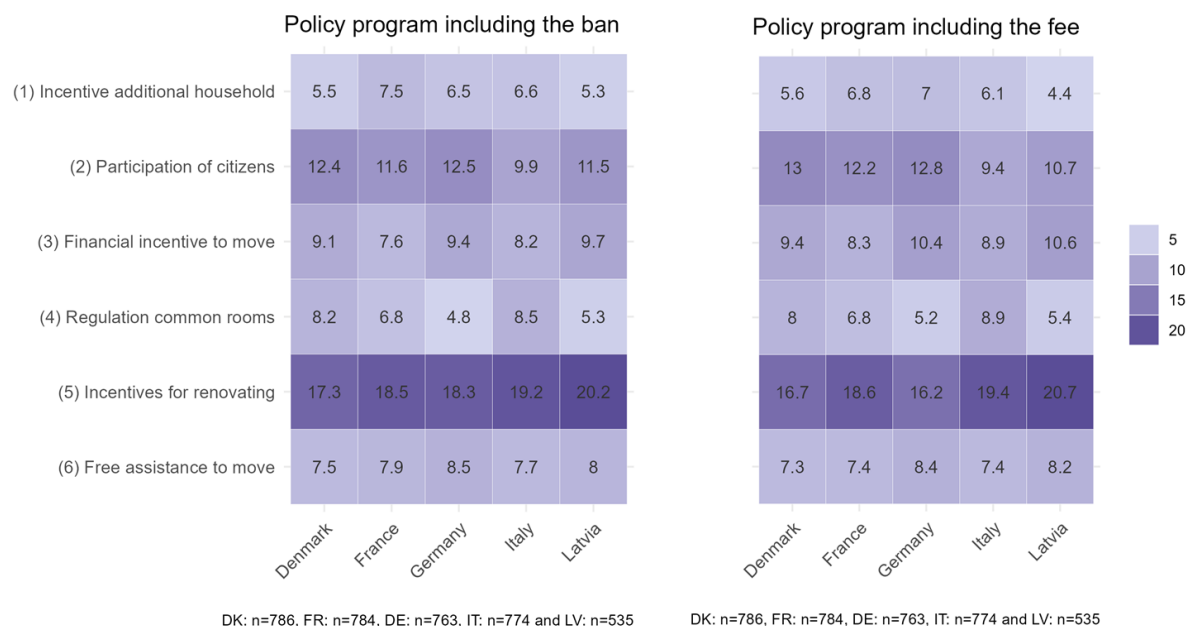 Policy program including the ban
Policy program including the fee
(1) Incentive additional household 5.5 7.5 6.5 6.6 5.3 5.6 6.8 7 6.1 4.4
(2) Participation of citizens 12.4 11.6 12.5 9.9 11.5 13 12.2 12.8 9.4 10.7
(3) Financial incentive to move 9.1 7.6 9.4 8.2 9.7 9.4 8.3 10.4 8.9 10.6
(4) Regulation common rooms 8.2 6.8 4.8 8.5 5.3 8 6.8 5.2 8.9 5.4
(5) Incentives for renovating 17.3 18.5 18.3 19.2 20.2 16.7 18.6 16.2 19.4 20.7
(6) Free assistance to move 7.5 7.9 8.5 7.7 8 7.3 7.4 8.4 7.4 8.2
5
10
15
20
Denmark France Germany Italy Latvia
Denmark France Germany Italy Latvia
DK: n=786, FR: n=784, DE: n=763, IT: n=774 and LV: n=535
DK: n=786, FR: n=784, DE: n=763, IT: n=774 and LV: n=535